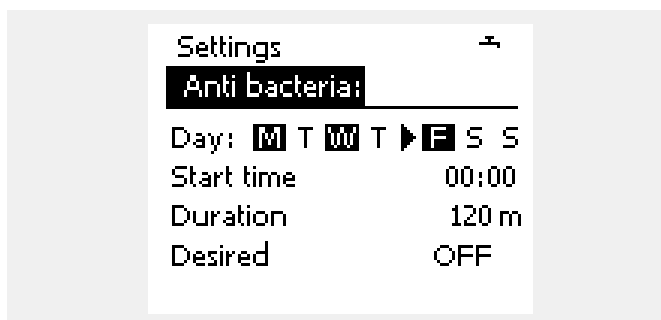 Settings
Anti bacteria:
Day: M T W T F S S
Start time 00:00
Duration 120 m
Desired OFF